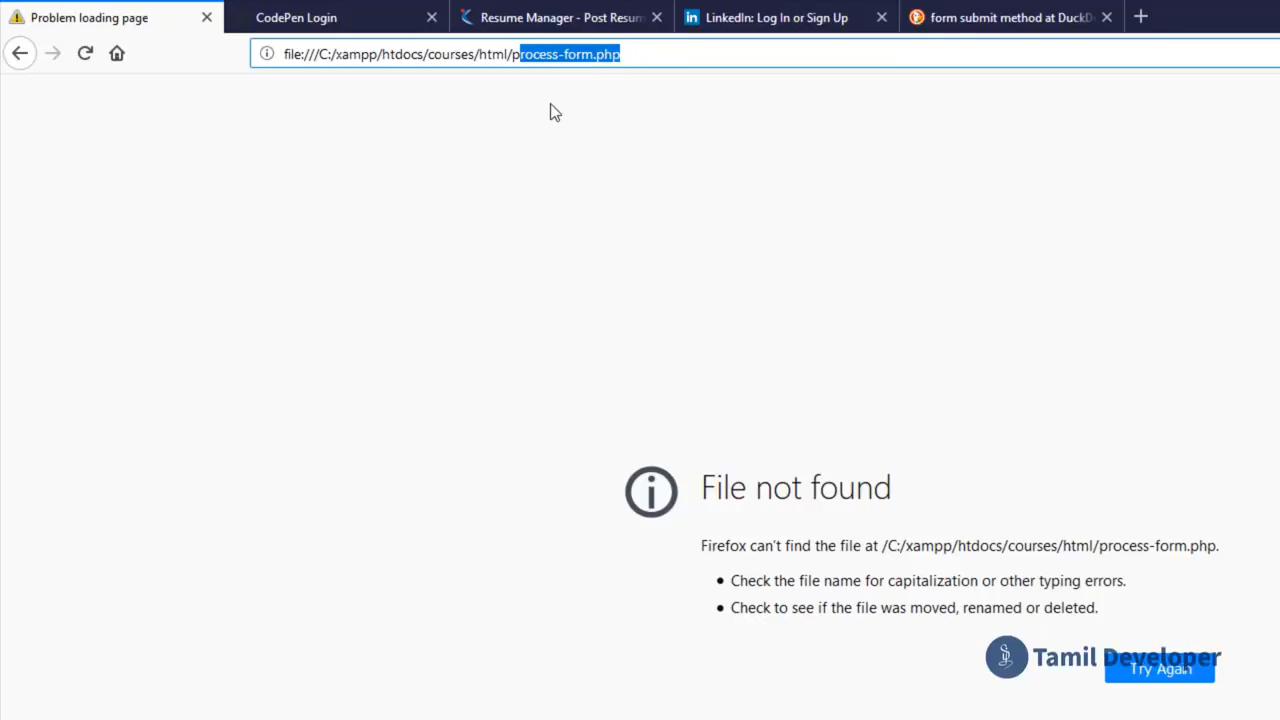 Problem loading page
CodePen Login
Resume Manager - Post Resum
in LinkedIn: Log In or Sign Up
form submit method at DuckD
file:///C:/xampp/htdocs/courses/html/process-form.php
File not found
Firefox can't find the file at /C:/xampp/htdocs/courses/html/process-form.php.
Check the file name for capitalization or other typing errors.
Check to see if the file was moved, renamed or deleted.
Tamil Developer
Try Again